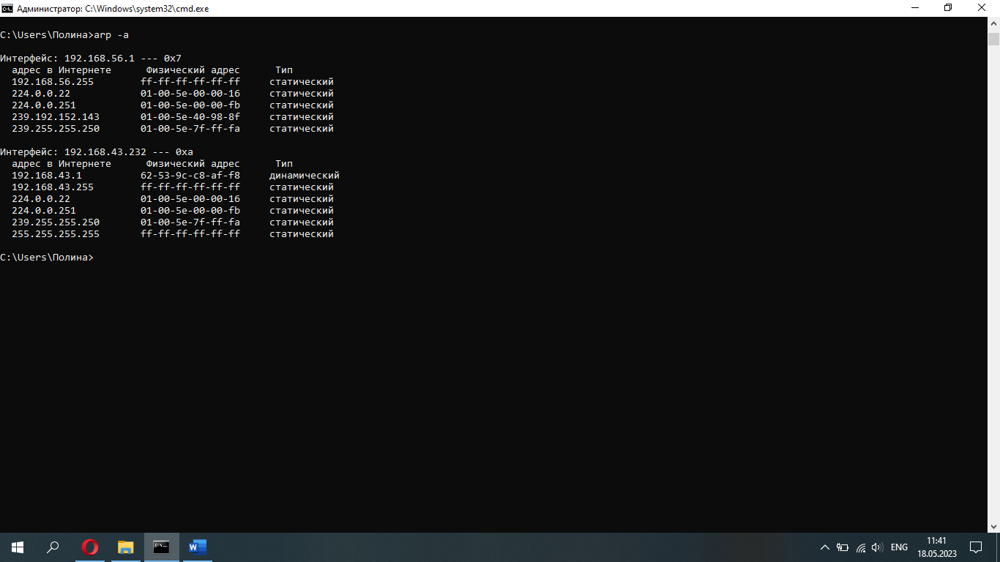 Администратор: C:\Windows\system32\cmd.exe
C:\Users\Полина>arp -a
Интерфейс: 192.168.56.1 --- 0x7
адрес в Интернете Физический адрес Тип
192.168.56.255 ff-ff-ff-ff-ff-ff статический
224.0.0.22 01-00-5e-00-00-16 статический
224.0.0.251 01-00-5e-00-00-fb статический
239.192.152.143 01-00-5e-40-98-8f статический
239.255.255.250 01-00-5e-7f-ff-fa статический
Интерфейс: 192.168.43.232 --- 0xa
адрес в Интернете Физический адрес Тип
192.168.43.1 62-53-9c-c8-af-f8 динамический
192.168.43.255 ff-ff-ff-ff-ff-ff статический
224.0.0.22 01-00-5e-00-00-16 статический
224.0.0.251 01-00-5e-00-00-fb статический
239.255.255.250 01-00-5e-7f-ff-fa статический
255.255.255.255 ff-ff-ff-ff-ff-ff статический
C:\Users\Полина>
ENG
11:41
18.05.2023